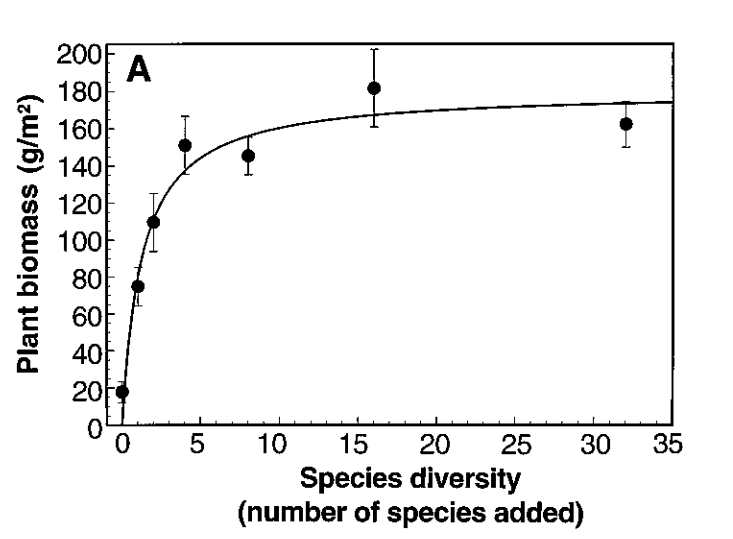 A
Plant biomass (g/m²)
200
180
160
140
120
100
80
60
40
20
0
0 5 10 15 20 25 30 35
Species diversity
(number of species added)